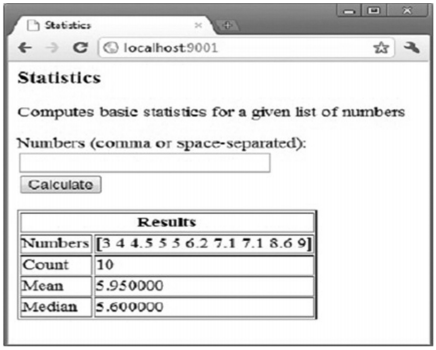 Statistics
localhost:9001
Statistics
Computes basic statistics for a given list of numbers
Numbers (comma or space-separated):
Calculate
Results
Numbers [3 4 4.5 5 5 6.2 7.1 7.1 8.6 9]
Count 10
Mean 5.950000
Median 5.600000